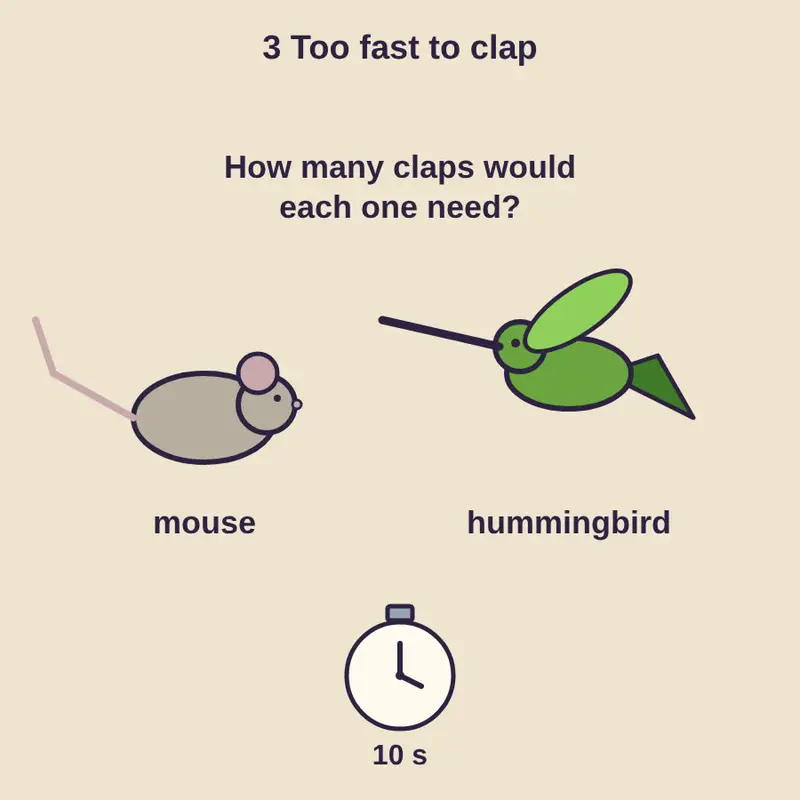 3 Too fast to clap
How many claps would
each one need?
mouse
hummingbird
10 s